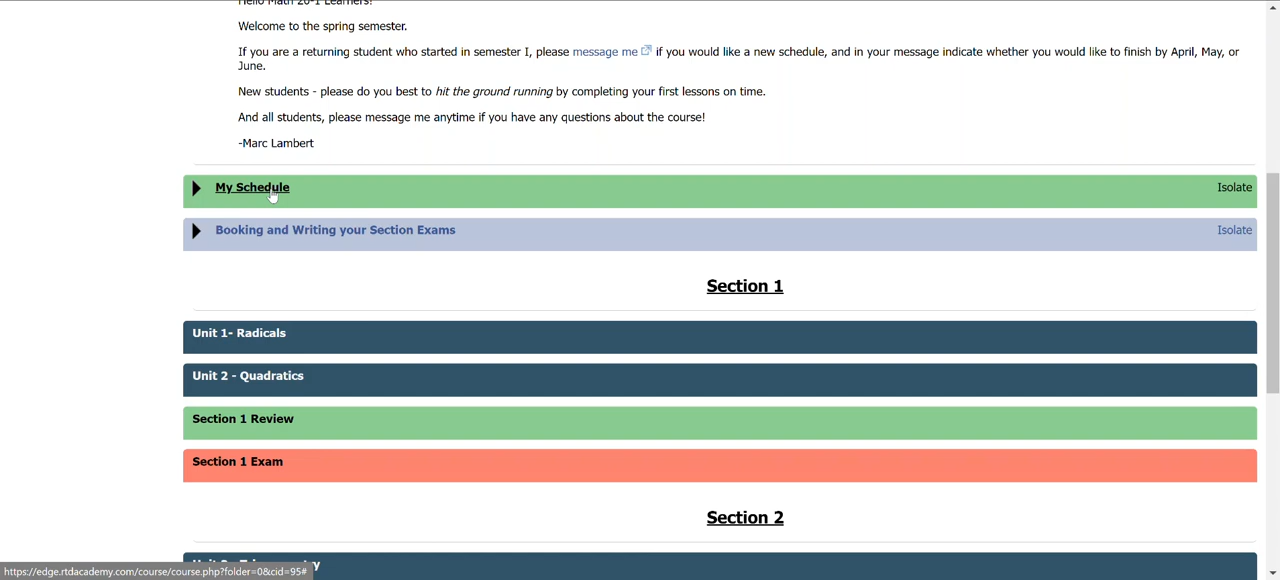 Hello Math 20-1 Learners!
Welcome to the spring semester.
If you are a returning student who started in semester I, please message me if you would like a new schedule, and in your message indicate whether you would like to finish by April, May, or
June.
New students - please do you best to hit the ground running by completing your first lessons on time.
And all students, please message me anytime if you have any questions about the course!
-Marc Lambert
My Schedule Isolate
Booking and Writing your Section Exams Isolate
Section 1
Unit 1- Radicals
Unit 2 - Quadratics
Section 1 Review
Section 1 Exam
Section 2
https://edge.rtdacademy.com/course/course.php?folder=0&cid=95#